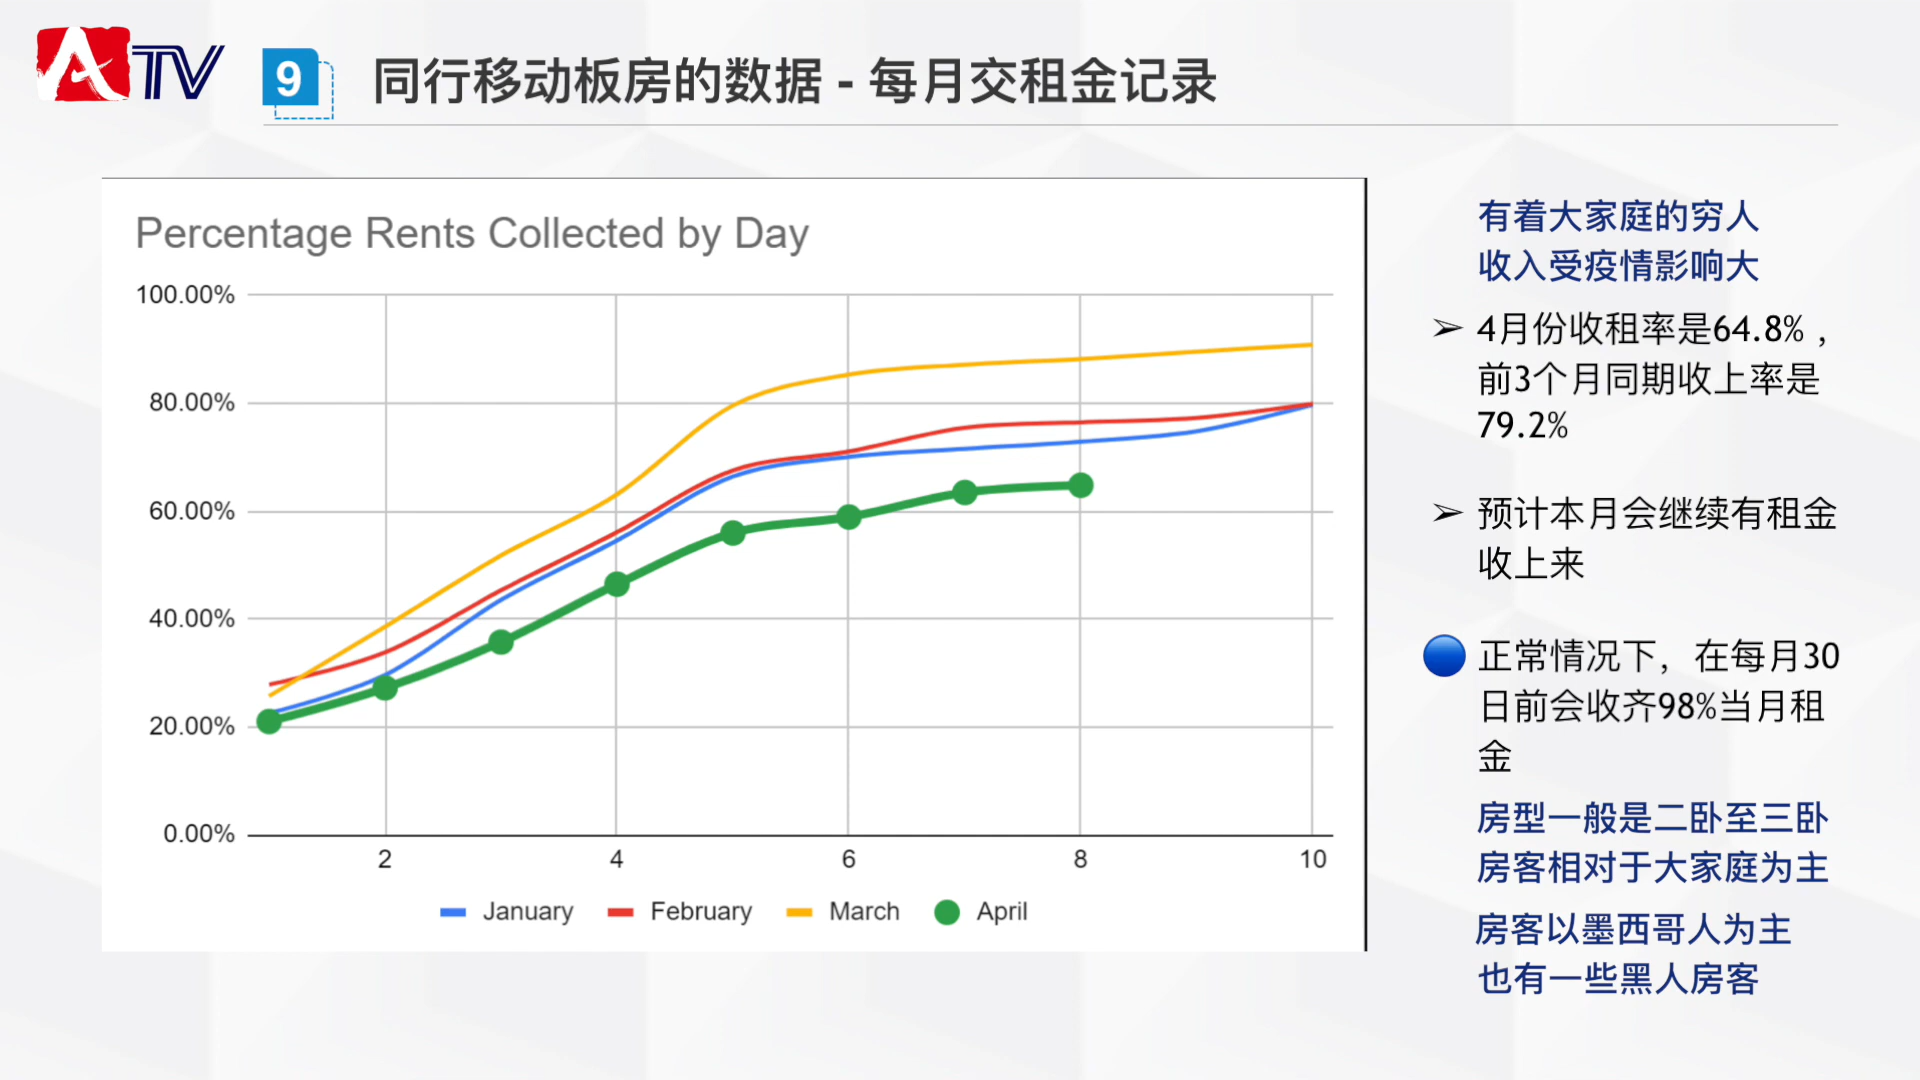 ATV
9
同行移动板房的数据 - 每月交租金记录
Percentage Rents Collected by Day
100.00%
80.00%
60.00%
40.00%
20.00%
0.00%
2 4 6 8 10
January February March April
有着大家庭的穷人
收入受疫情影响大
➢ 4月份收租率是64.8%，
前3个月同期收上率是
79.2%
➢ 预计本月会继续有租金
收上来
正常情况下，在每月30
日前会收齐98%当月租
金
房型一般是二卧至三卧
房客相对于大家庭为主
房客以墨西哥人为主
也有一些黑人房客